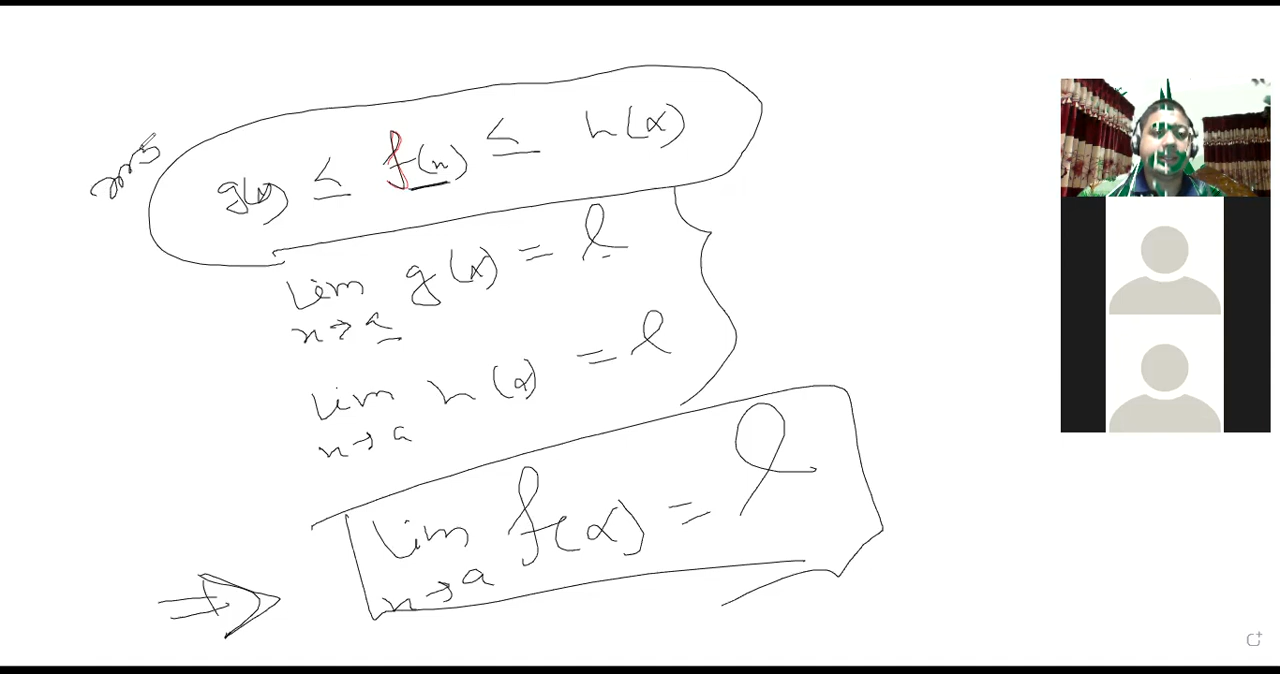 g(x) ≤ f(x) ≤ h(x)
lim g(x) = l
x→a
lim h(x) = l
x→a
⇒ lim f(x) = l
x→a